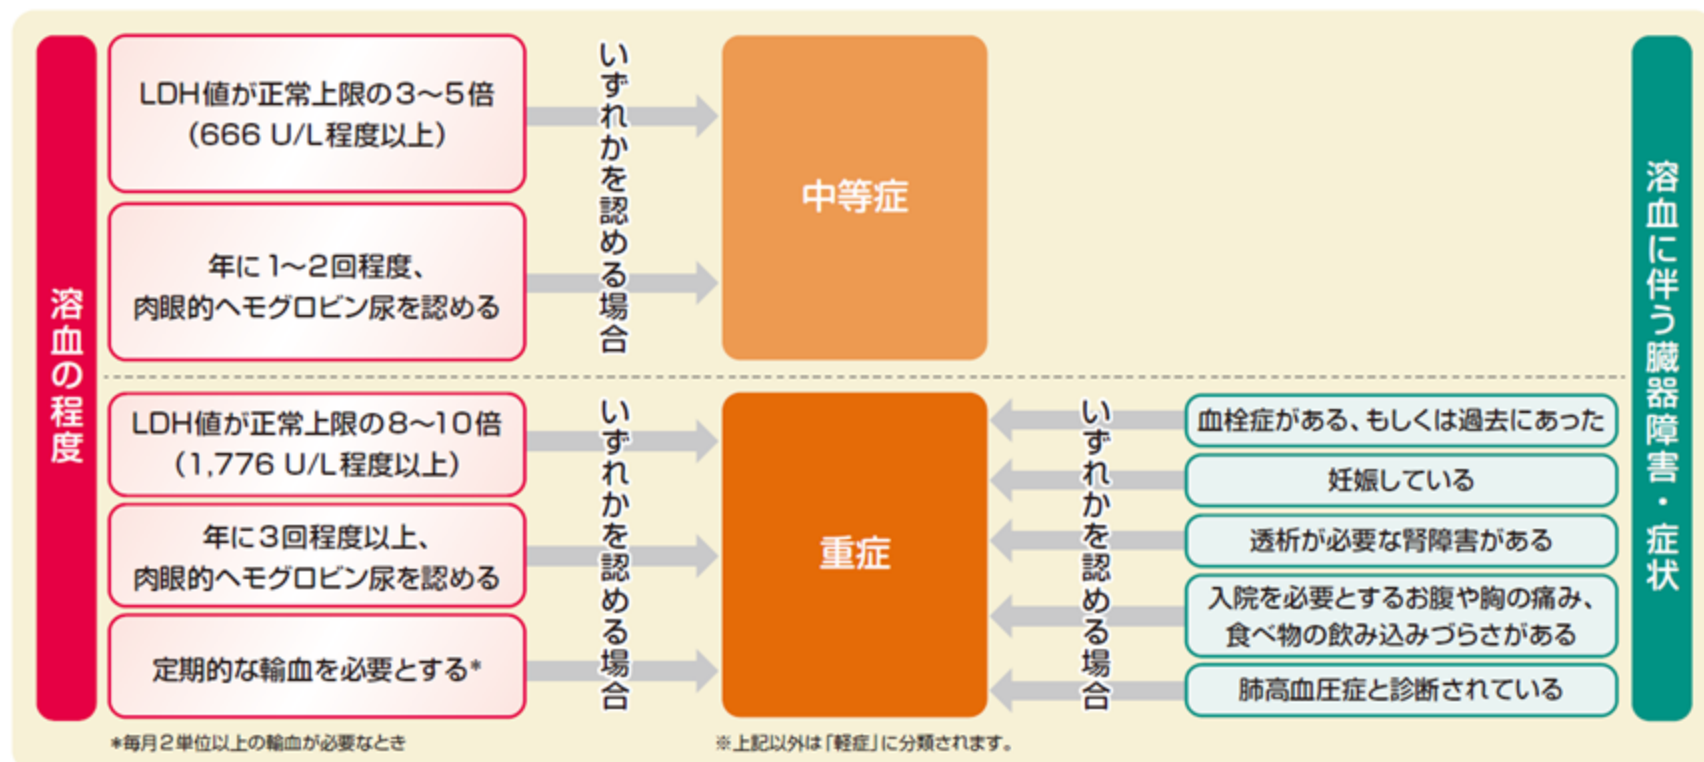 溶血の程度
LDH値が正常上限の3～5倍
（666 U/L程度以上）
年に1～2回程度、
肉眼的ヘモグロビン尿を認める
いずれかを認める場合
中等症
LDH値が正常上限の8～10倍
（1,776 U/L程度以上）
年に3回程度以上、
肉眼的ヘモグロビン尿を認める
定期的な輸血を必要とする*
いずれかを認める場合
重症
いずれかを認める場合
血栓症がある、もしくは過去にあった
妊娠している
透析が必要な腎障害がある
入院を必要とするお腹や胸の痛み、
食べ物の飲み込みづらさがある
肺高血圧症と診断されている
溶血に伴う臓器障害・症状
*毎月2単位以上の輸血が必要なとき
※上記以外は「軽症」に分類されます。